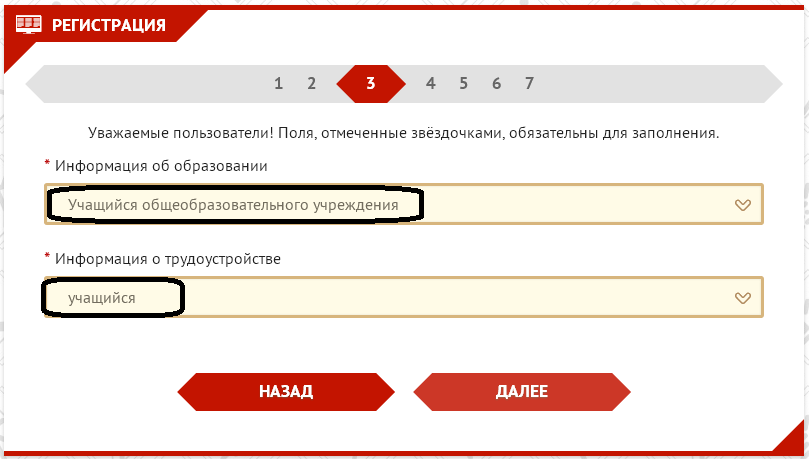 РЕГИСТРАЦИЯ
1 2 3 4 5 6 7
Уважаемые пользователи! Поля, отмеченные звёздочками, обязательны для заполнения.
* Информация об образовании
Учащийся общеобразовательного учреждения
* Информация о трудоустройстве
учащийся
НАЗАД ДАЛЕЕ